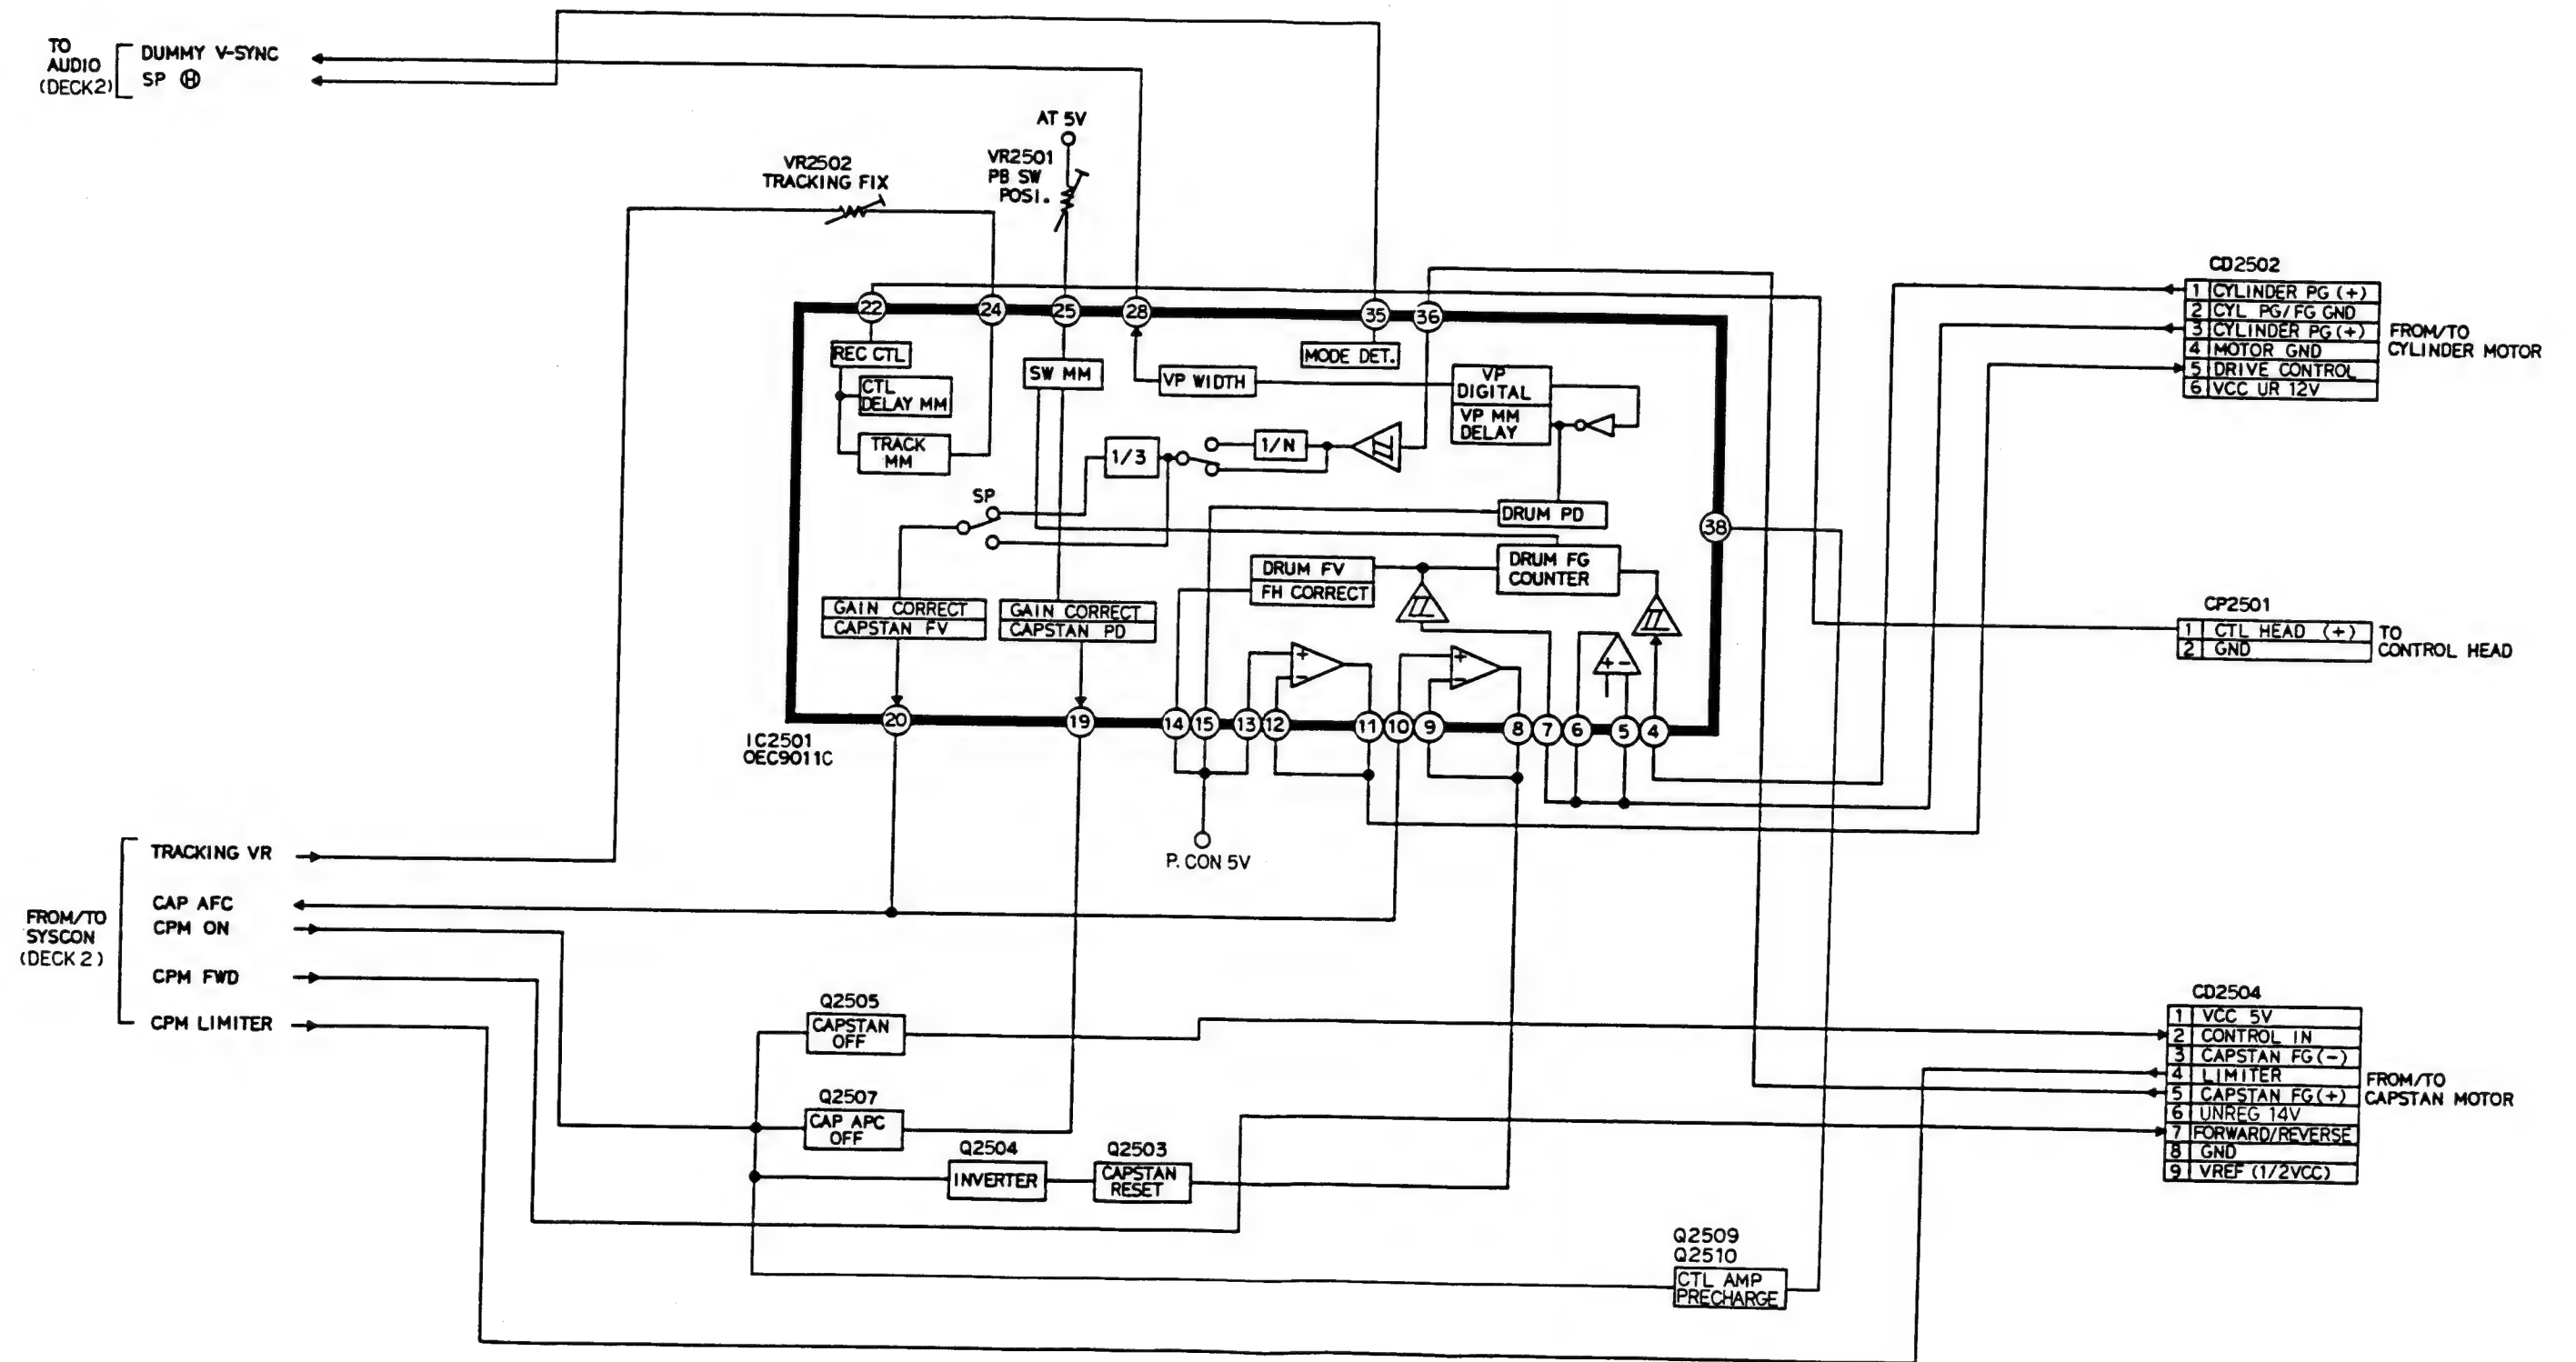 TO
AUDIO
(DECK2)
DUMMY V-SYNC
SP Ⓗ
AT 5V
VR2501
PB SW
POSI.
VR2502
TRACKING FIX
22
24
25
28
35
36
REC CTL
CTL
DELAY MM
TRACK
MM
SW MM
VP WIDTH
MODE DET.
VP
DIGITAL
VP MM
DELAY
1/3
1/N
SP
DRUM PD
38
DRUM FV
FH CORRECT
DRUM FG
COUNTER
GAIN CORRECT
CAPSTAN FV
GAIN CORRECT
CAPSTAN PD
+
-
+
-
+ -
20
19
14
15
13
12
11
10
9
8
7
6
5
4
IC2501
OEC9011C
P. CON 5V
CD2502
1 CYLINDER PG (+)
2 CYL PG/FG GND
3 CYLINDER PG (+)
4 MOTOR GND
5 DRIVE CONTROL
6 VCC UR 12V
FROM/TO
CYLINDER MOTOR
CP2501
1 CTL HEAD (+)
2 GND
TO
CONTROL HEAD
FROM/TO
SYSCON
(DECK 2)
TRACKING VR
CAP AFC
CPM ON
CPM FWD
CPM LIMITER
Q2505
CAPSTAN
OFF
Q2507
CAP APC
OFF
Q2504
INVERTER
Q2503
CAPSTAN
RESET
Q2509
Q2510
CTL AMP
PRECHARGE
CD2504
1 VCC 5V
2 CONTROL IN
3 CAPSTAN FG(-)
4 LIMITER
5 CAPSTAN FG(+)
6 UNREG 14V
7 FORWARD/REVERSE
8 GND
9 VREF (1/2VCC)
FROM/TO
CAPSTAN MOTOR